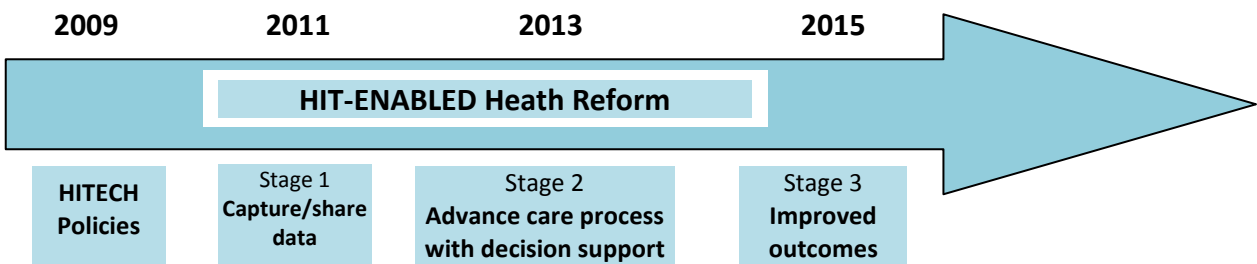 2009 2011 2013 2015
HIT-ENABLED Heath Reform
HITECH
Policies
Stage 1
Capture/share
data
Stage 2
Advance care process
with decision support
Stage 3
Improved
outcomes